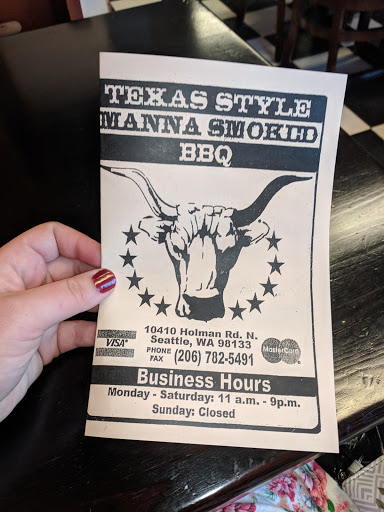 TEXAS STYLE
MANNA SMOKED
BBQ
10410 Holman Rd. N.
Seattle, WA 98133
VISA
PHONE
FAX
(206) 782-5491
MasterCard
Business Hours
Monday - Saturday: 11 a.m. - 9p.m.
Sunday: Closed